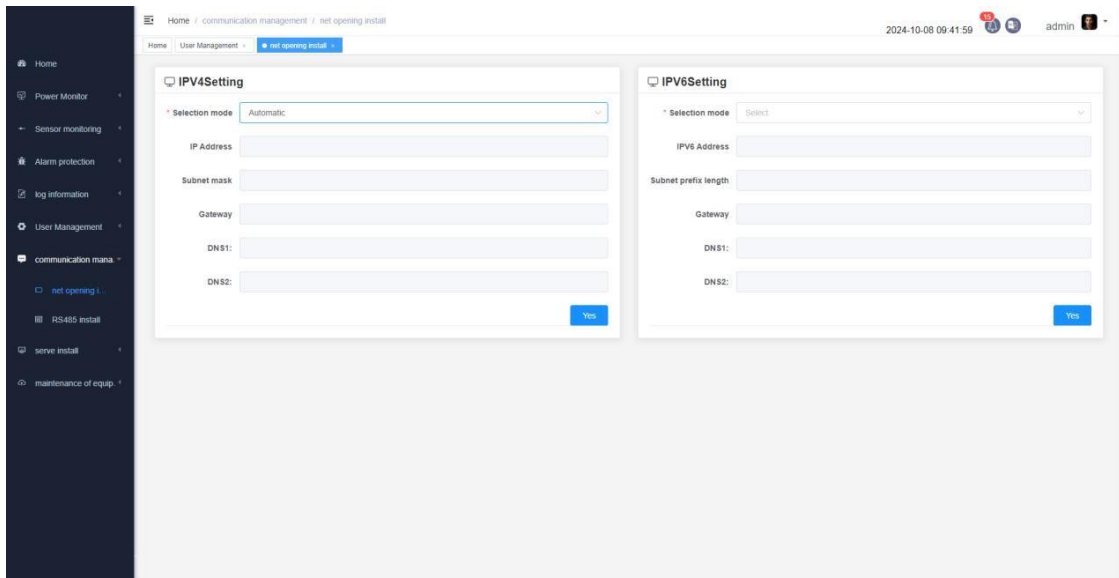 Home / communication management / net opening install
2024-10-08 09:41:59
15
admin
Home
User Management ×
net opening install ×
Home
Power Monitor
Sensor monitoring
Alarm protection
log information
User Management
communication mana.
net opening i...
RS485 install
serve install
maintenance of equip.
IPV4Setting
* Selection mode Automatic
IP Address
Subnet mask
Gateway
DNS1:
DNS2:
Yes
IPV6Setting
* Selection mode Select
IPV6 Address
Subnet prefix length
Gateway
DNS1:
DNS2:
Yes